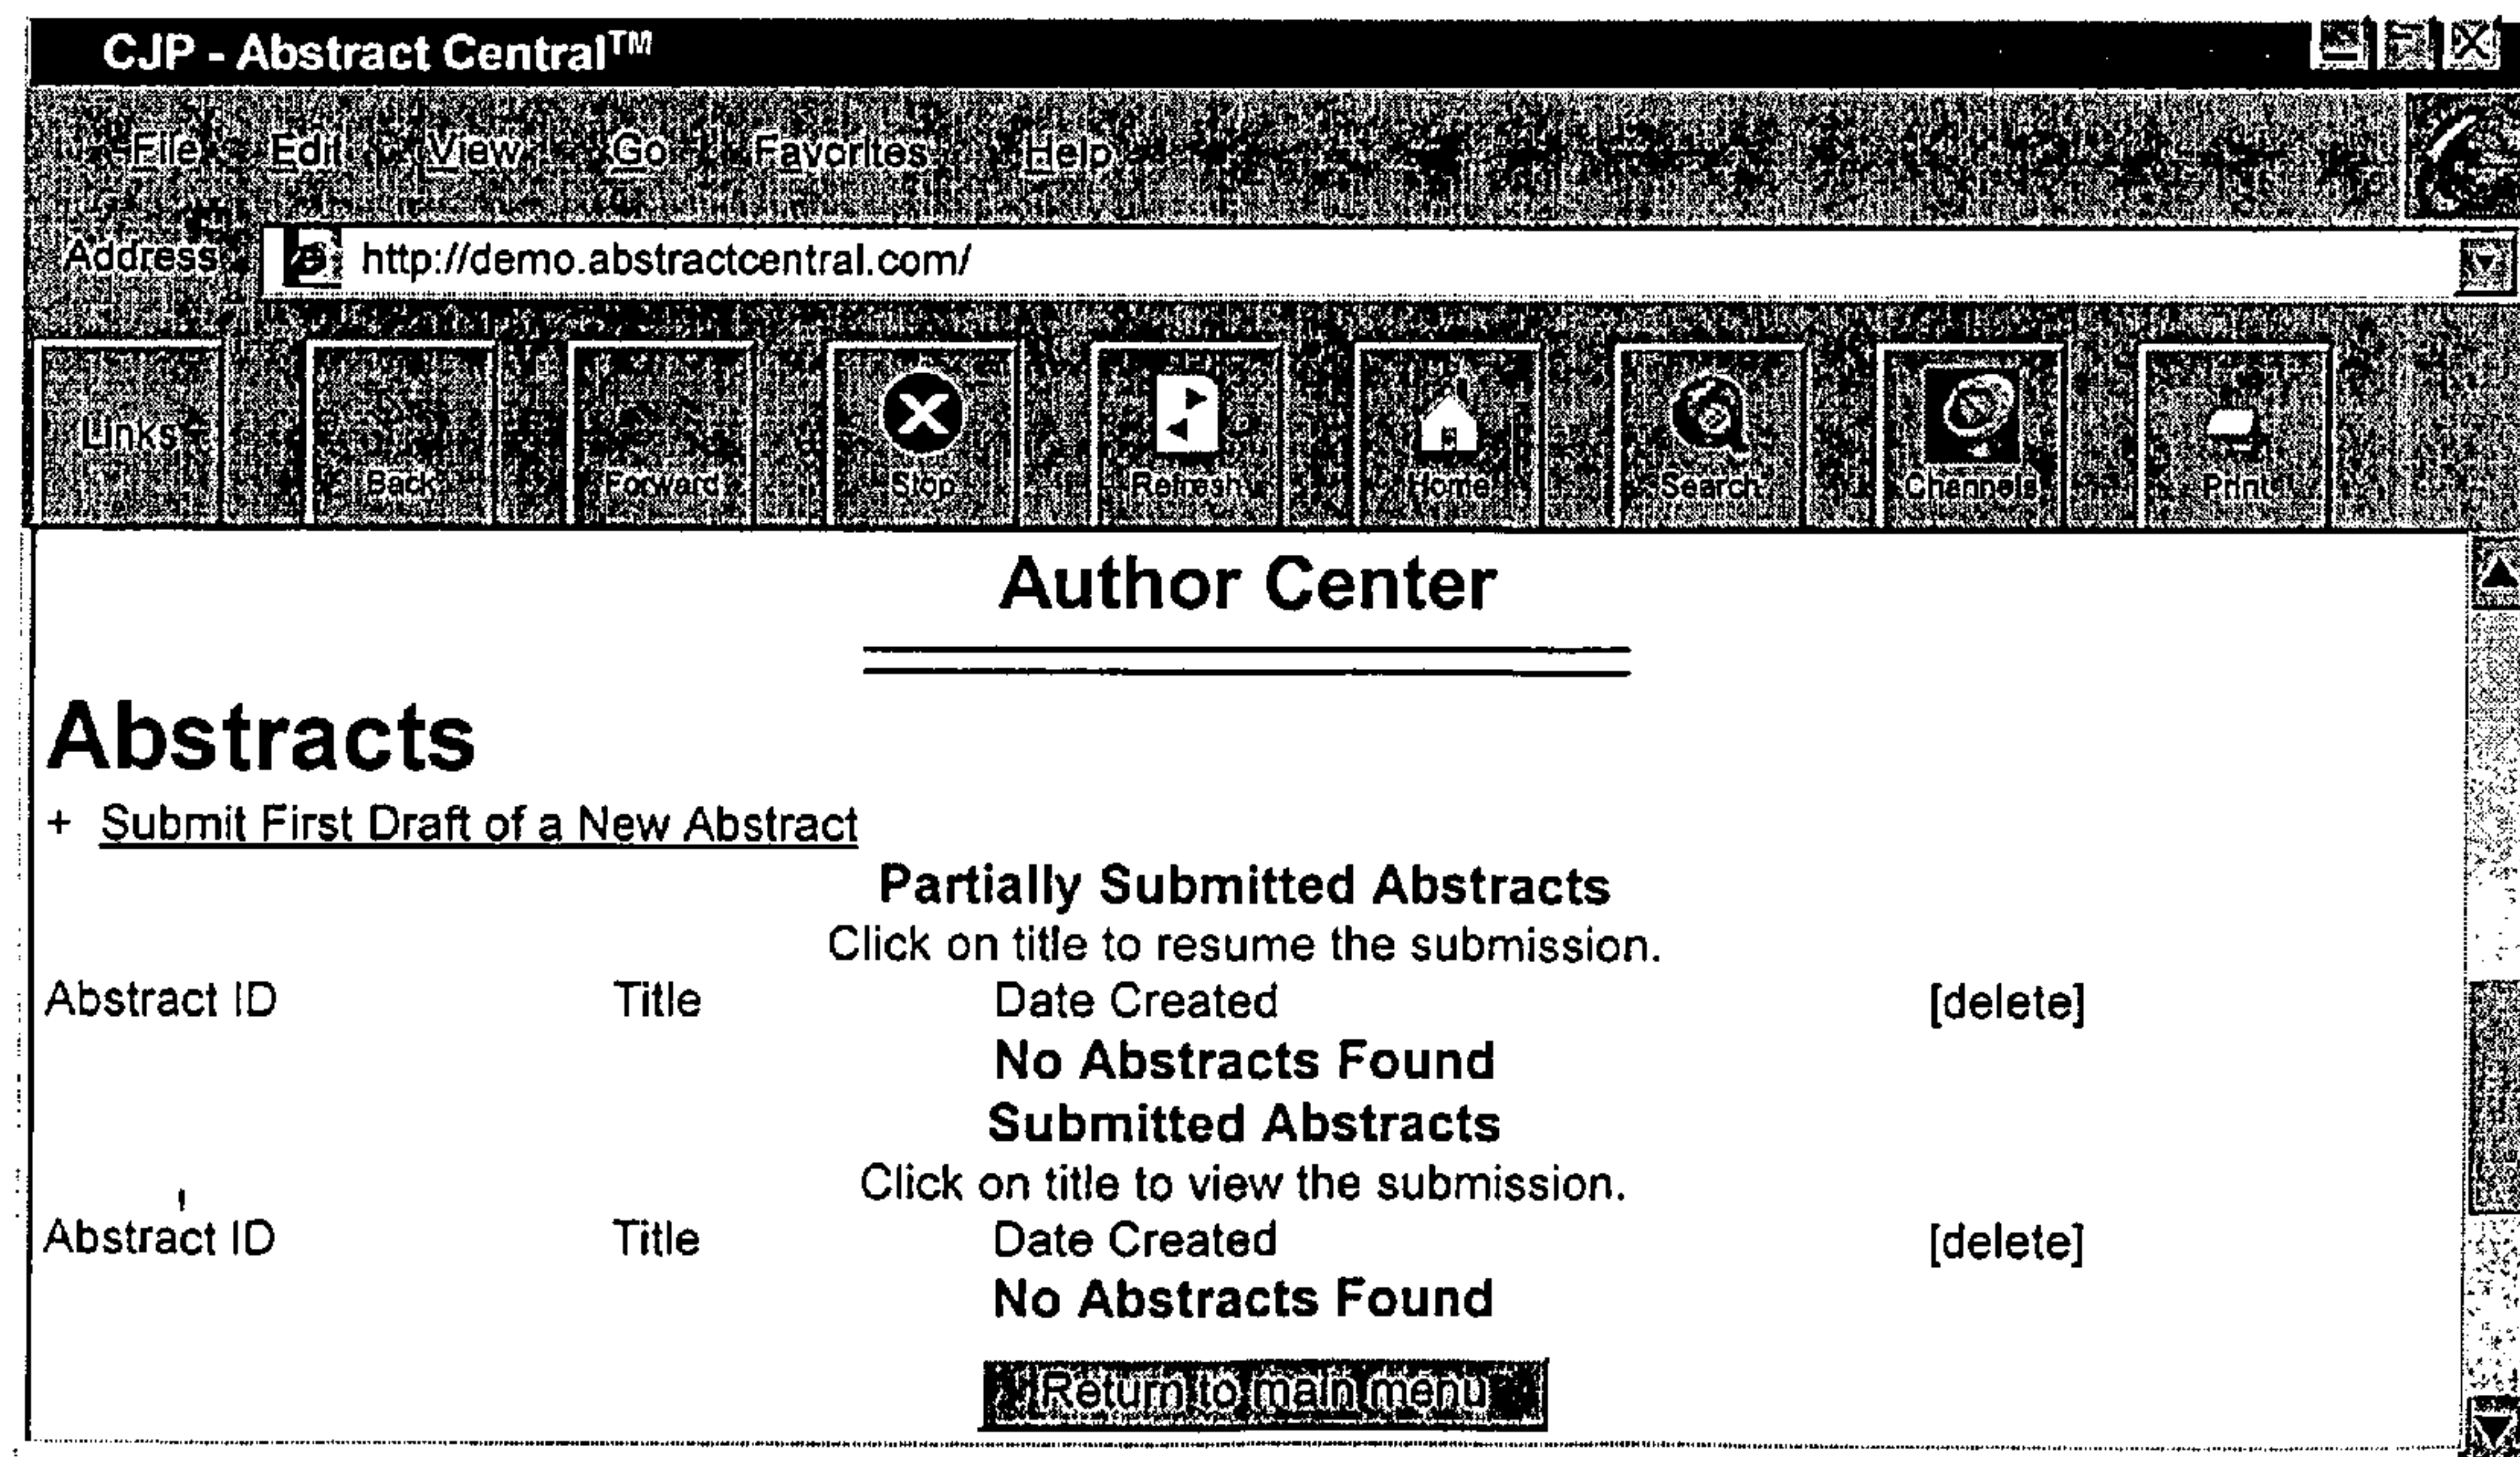 CJP - Abstract Central™
File Edit View Go Favorites Help
Address http://demo.abstractcentral.com/
Links Back Forward Stop Refresh Home Search Channels Print
Author Center
Abstracts
+ Submit First Draft of a New Abstract
Partially Submitted Abstracts
Click on title to resume the submission.
Abstract ID Title Date Created [delete]
No Abstracts Found
Submitted Abstracts
Click on title to view the submission.
Abstract ID Title Date Created [delete]
No Abstracts Found
Return to main menu